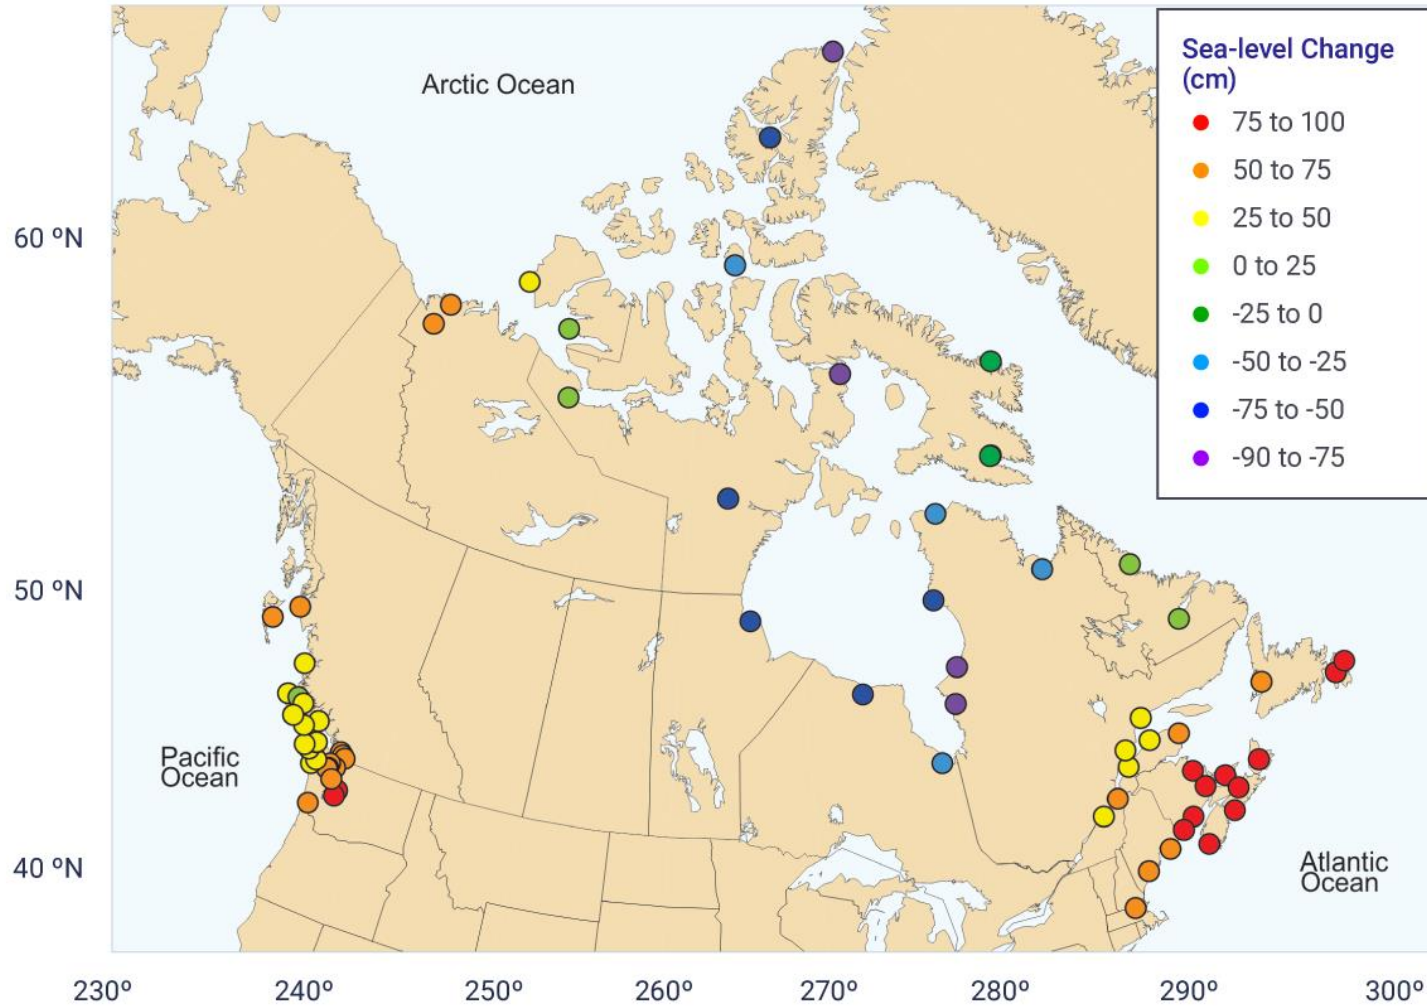 Sea-level Change
(cm)
75 to 100
50 to 75
25 to 50
0 to 25
-25 to 0
-50 to -25
-75 to -50
-90 to -75
Arctic Ocean
60 ºN
50 ºN
Pacific
Ocean
40 ºN
Atlantic
Ocean
230º 240º 250º 260º 270º 280º 290º 300º